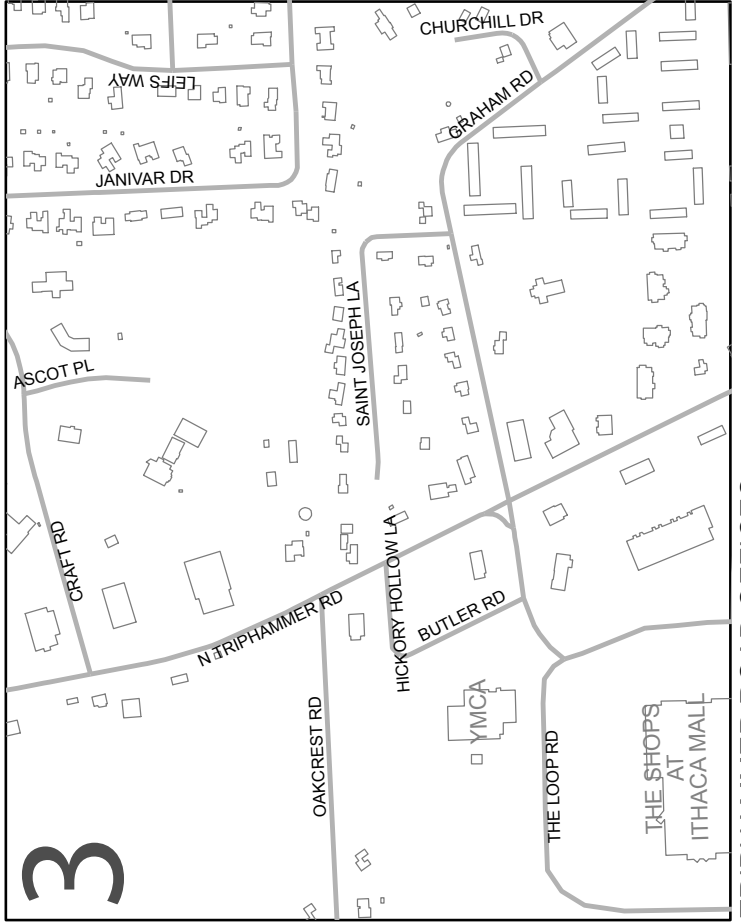 CHURCHILL DR
LEIFS WAY
GRAHAM RD
JANIVAR DR
SAINT JOSEPH LA
ASCOT PL
CRAFT RD
HICKORY HOLLOW LA
N TRIPHAMMER RD
BUTLER RD
OAKCREST RD
YMCA
THE LOOP RD
THE SHOPS
AT
ITHACA MALL
3